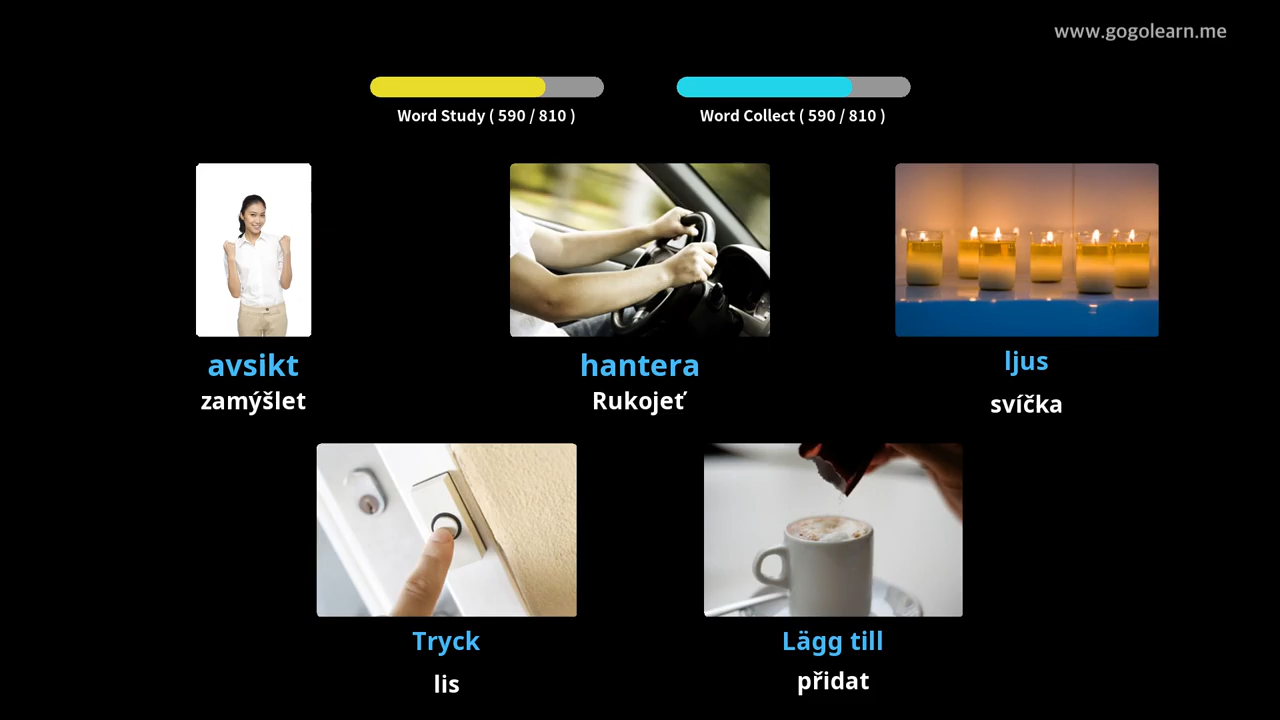 www.gogolearn.me
Word Study ( 590 / 810 )
Word Collect ( 590 / 810 )
avsikt
zamýšlet
hantera
Rukojeť
ljus
svíčka
Tryck
lis
Lägg till
přidat